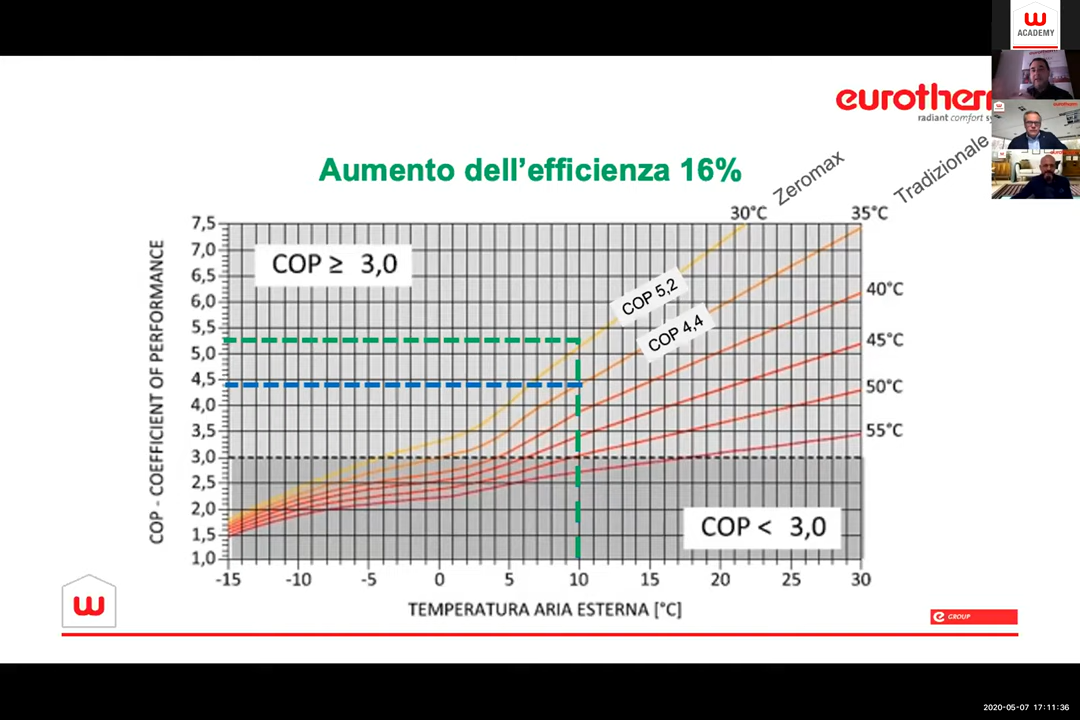 W
ACADEMY
eurotherm
radiant comfort sy
Aumento dell’efficienza 16%
Zeromax
Tradizionale
30°C
35°C
40°C
45°C
50°C
55°C
COP - COEFFICIENT OF PERFORMANCE
7,5
7,0
6,5
6,0
5,5
5,0
4,5
4,0
3,5
3,0
2,5
2,0
1,5
1,0
COP ≥ 3,0
COP 5,2
COP 4,4
COP < 3,0
-15 -10 -5 0 5 10 15 20 25 30
TEMPERATURA ARIA ESTERNA [°C]
W
e GROUP
2020-05-07 17:11:36